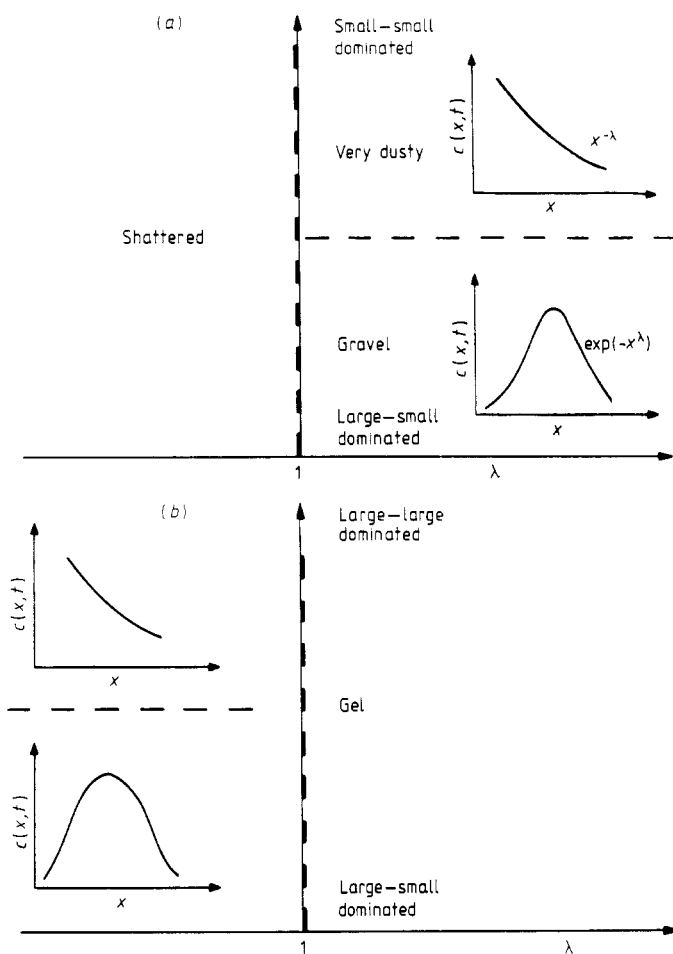 (a)
Small—small
dominated
c(x,t)
x^{-λ}
x
Very dusty
Shattered
Gravel
c(x,t)
exp(-x^λ)
x
Large—small
dominated
1
λ
(b)
Large—large
dominated
c(x,t)
x
Gel
c(x,t)
x
Large—small
dominated
1
λ